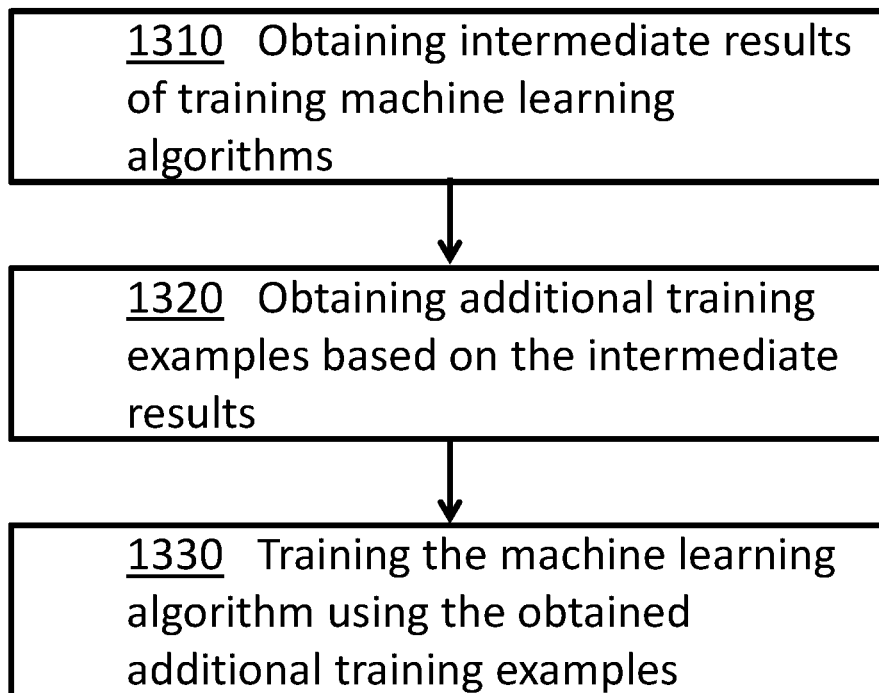 1310 Obtaining intermediate results
of training machine learning
algorithms
1320 Obtaining additional training
examples based on the intermediate
results
1330 Training the machine learning
algorithm using the obtained
additional training examples